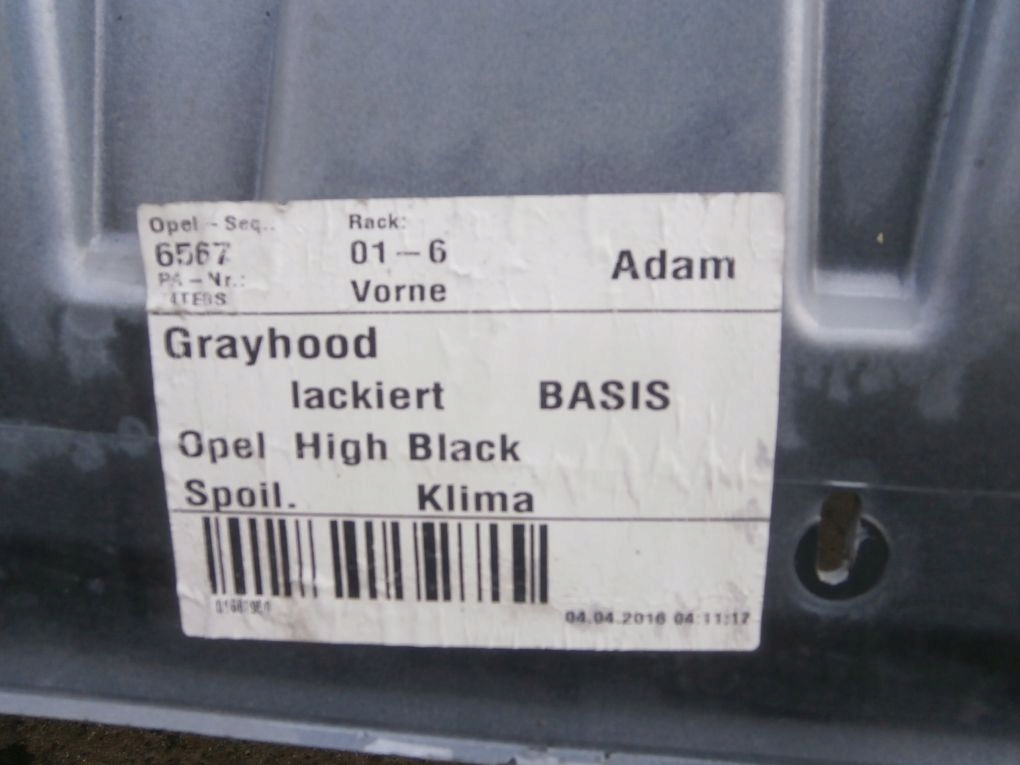 Opel - Seq.. Rack:
6567 01-6 Adam
PA-Nr.: Vorne
Grayhood
lackiert BASIS
Opel High Black
Spoil. Klima
04.04.2016 04:11:17